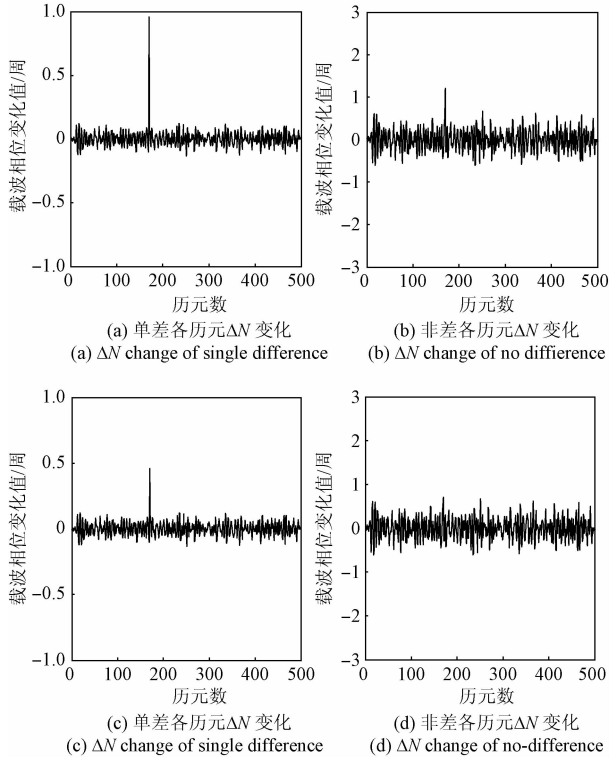 载波相位变化值/周
1.0
0.5
0
−0.5
−1.0
0 100 200 300 400 500
历元数
(a) 单差各历元ΔN 变化
(a) ΔN change of single difference
载波相位变化值/周
3
2
1
0
−1
−2
−3
0 100 200 300 400 500
历元数
(b) 非差各历元ΔN 变化
(b) ΔN change of no diffierence
载波相位变化值/周
1.0
0.5
0
−0.5
−1.0
0 100 200 300 400 500
历元数
(c) 单差各历元ΔN 变化
(c) ΔN change of single difference
载波相位变化值/周
3
2
1
0
−1
−2
−3
0 100 200 300 400 500
历元数
(d) 非差各历元ΔN 变化
(d) ΔN change of no-difference